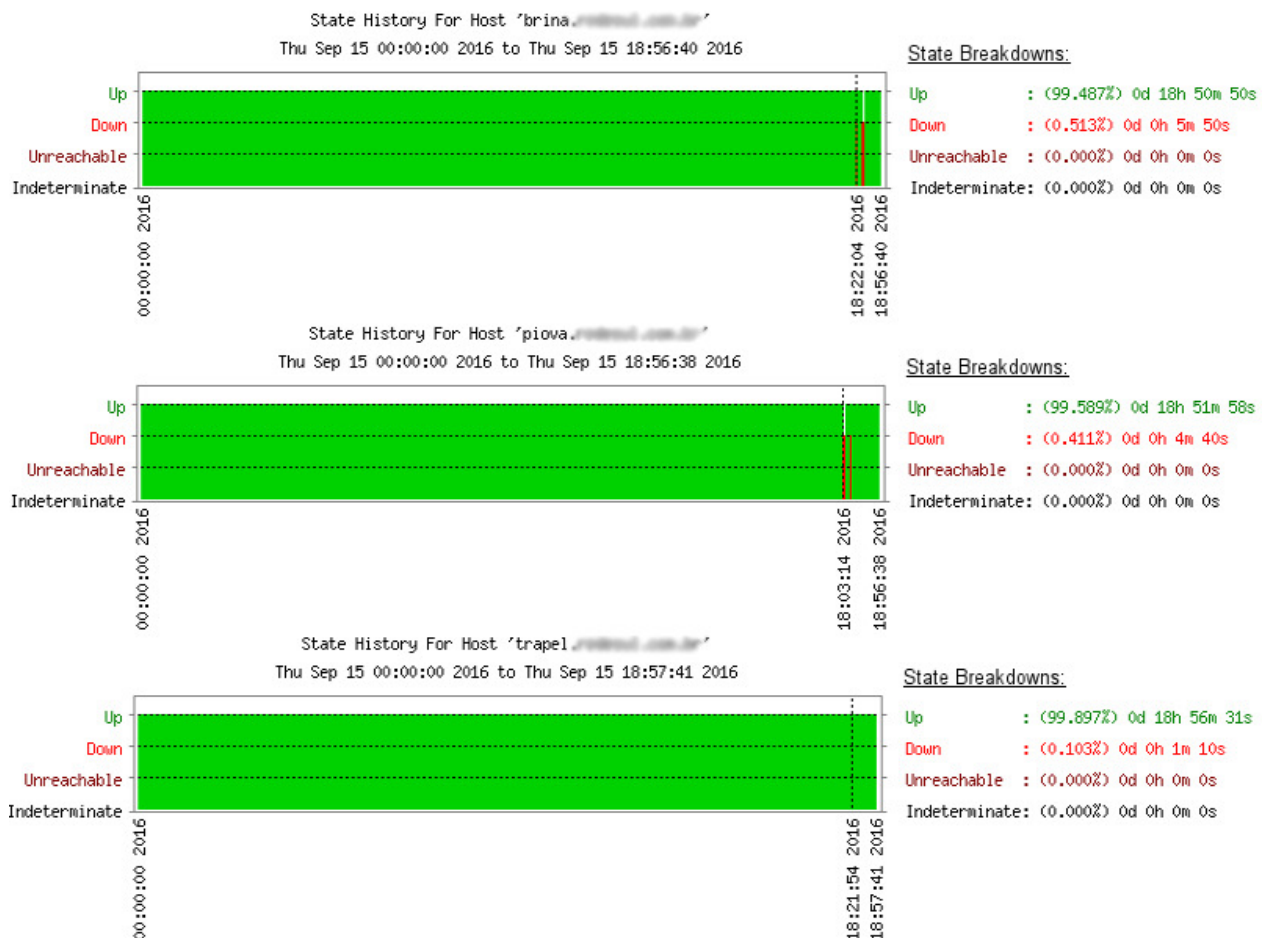 State History For Host 'brina.
Thu Sep 15 00:00:00 2016 to Thu Sep 15 18:56:40 2016
State Breakdowns:
Up : (99.487%) 0d 18h 50m 50s
Down : (0.513%) 0d 0h 5m 50s
Unreachable : (0.000%) 0d 0h 0m 0s
Indeterminate: (0.000%) 0d 0h 0m 0s
Up
Down
Unreachable
Indeterminate
00:00:00 2016
18:22:04 2016
18:56:40 2016
State History For Host 'piova.
Thu Sep 15 00:00:00 2016 to Thu Sep 15 18:56:38 2016
State Breakdowns:
Up : (99.589%) 0d 18h 51m 58s
Down : (0.411%) 0d 0h 4m 40s
Unreachable : (0.000%) 0d 0h 0m 0s
Indeterminate: (0.000%) 0d 0h 0m 0s
Up
Down
Unreachable
Indeterminate
00:00:00 2016
18:03:14 2016
18:56:38 2016
State History For Host 'trapel.
Thu Sep 15 00:00:00 2016 to Thu Sep 15 18:57:41 2016
State Breakdowns:
Up : (99.897%) 0d 18h 56m 31s
Down : (0.103%) 0d 0h 1m 10s
Unreachable : (0.000%) 0d 0h 0m 0s
Indeterminate: (0.000%) 0d 0h 0m 0s
Up
Down
Unreachable
Indeterminate
00:00:00 2016
18:21:54 2016
18:57:41 2016